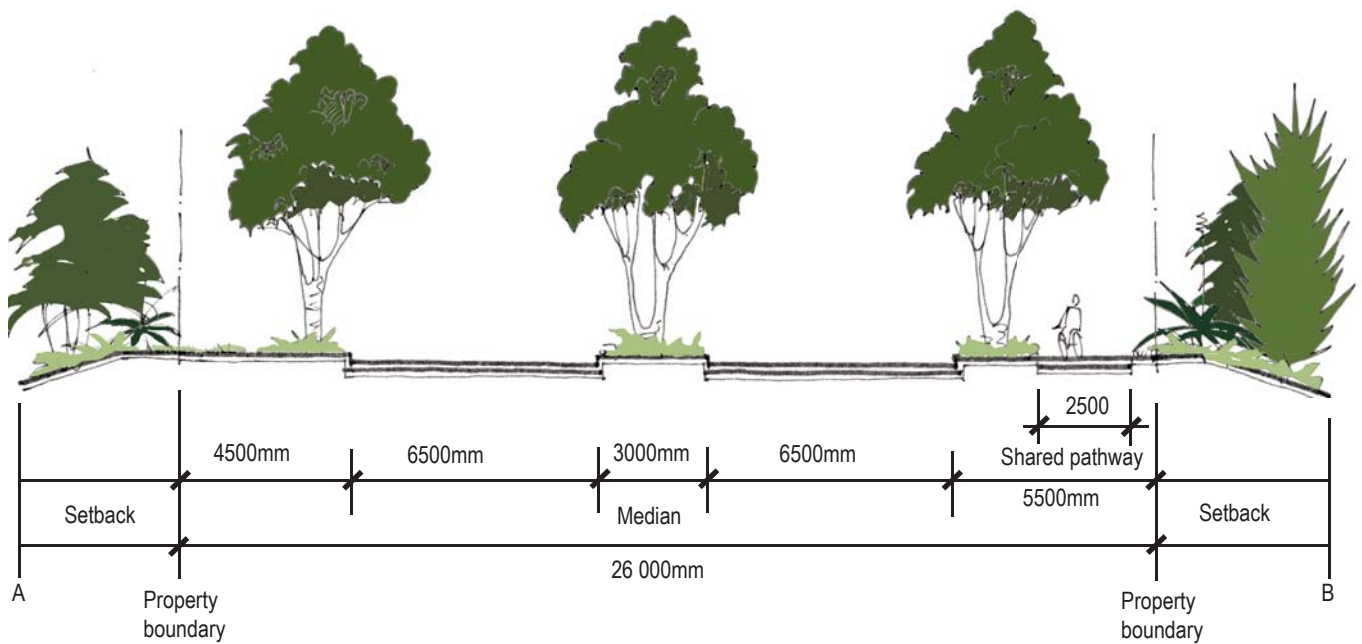 2500
4500mm
6500mm
3000mm
6500mm
Shared pathway
5500mm
Setback
Median
Setback
26 000mm
A
Property
boundary
Property
boundary
B